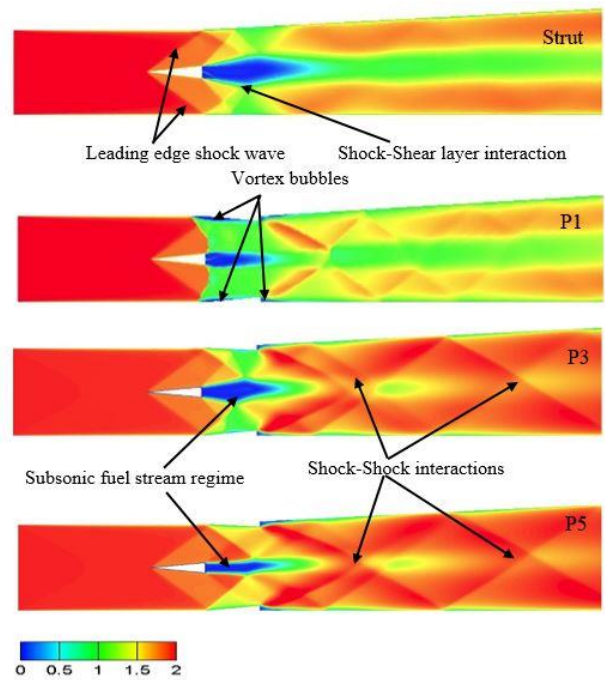 Strut
Leading edge shock wave
Shock-Shear layer interaction
Vortex bubbles
P1
P3
Subsonic fuel stream regime
Shock-Shock interactions
P5
0 0.5 1 1.5 2